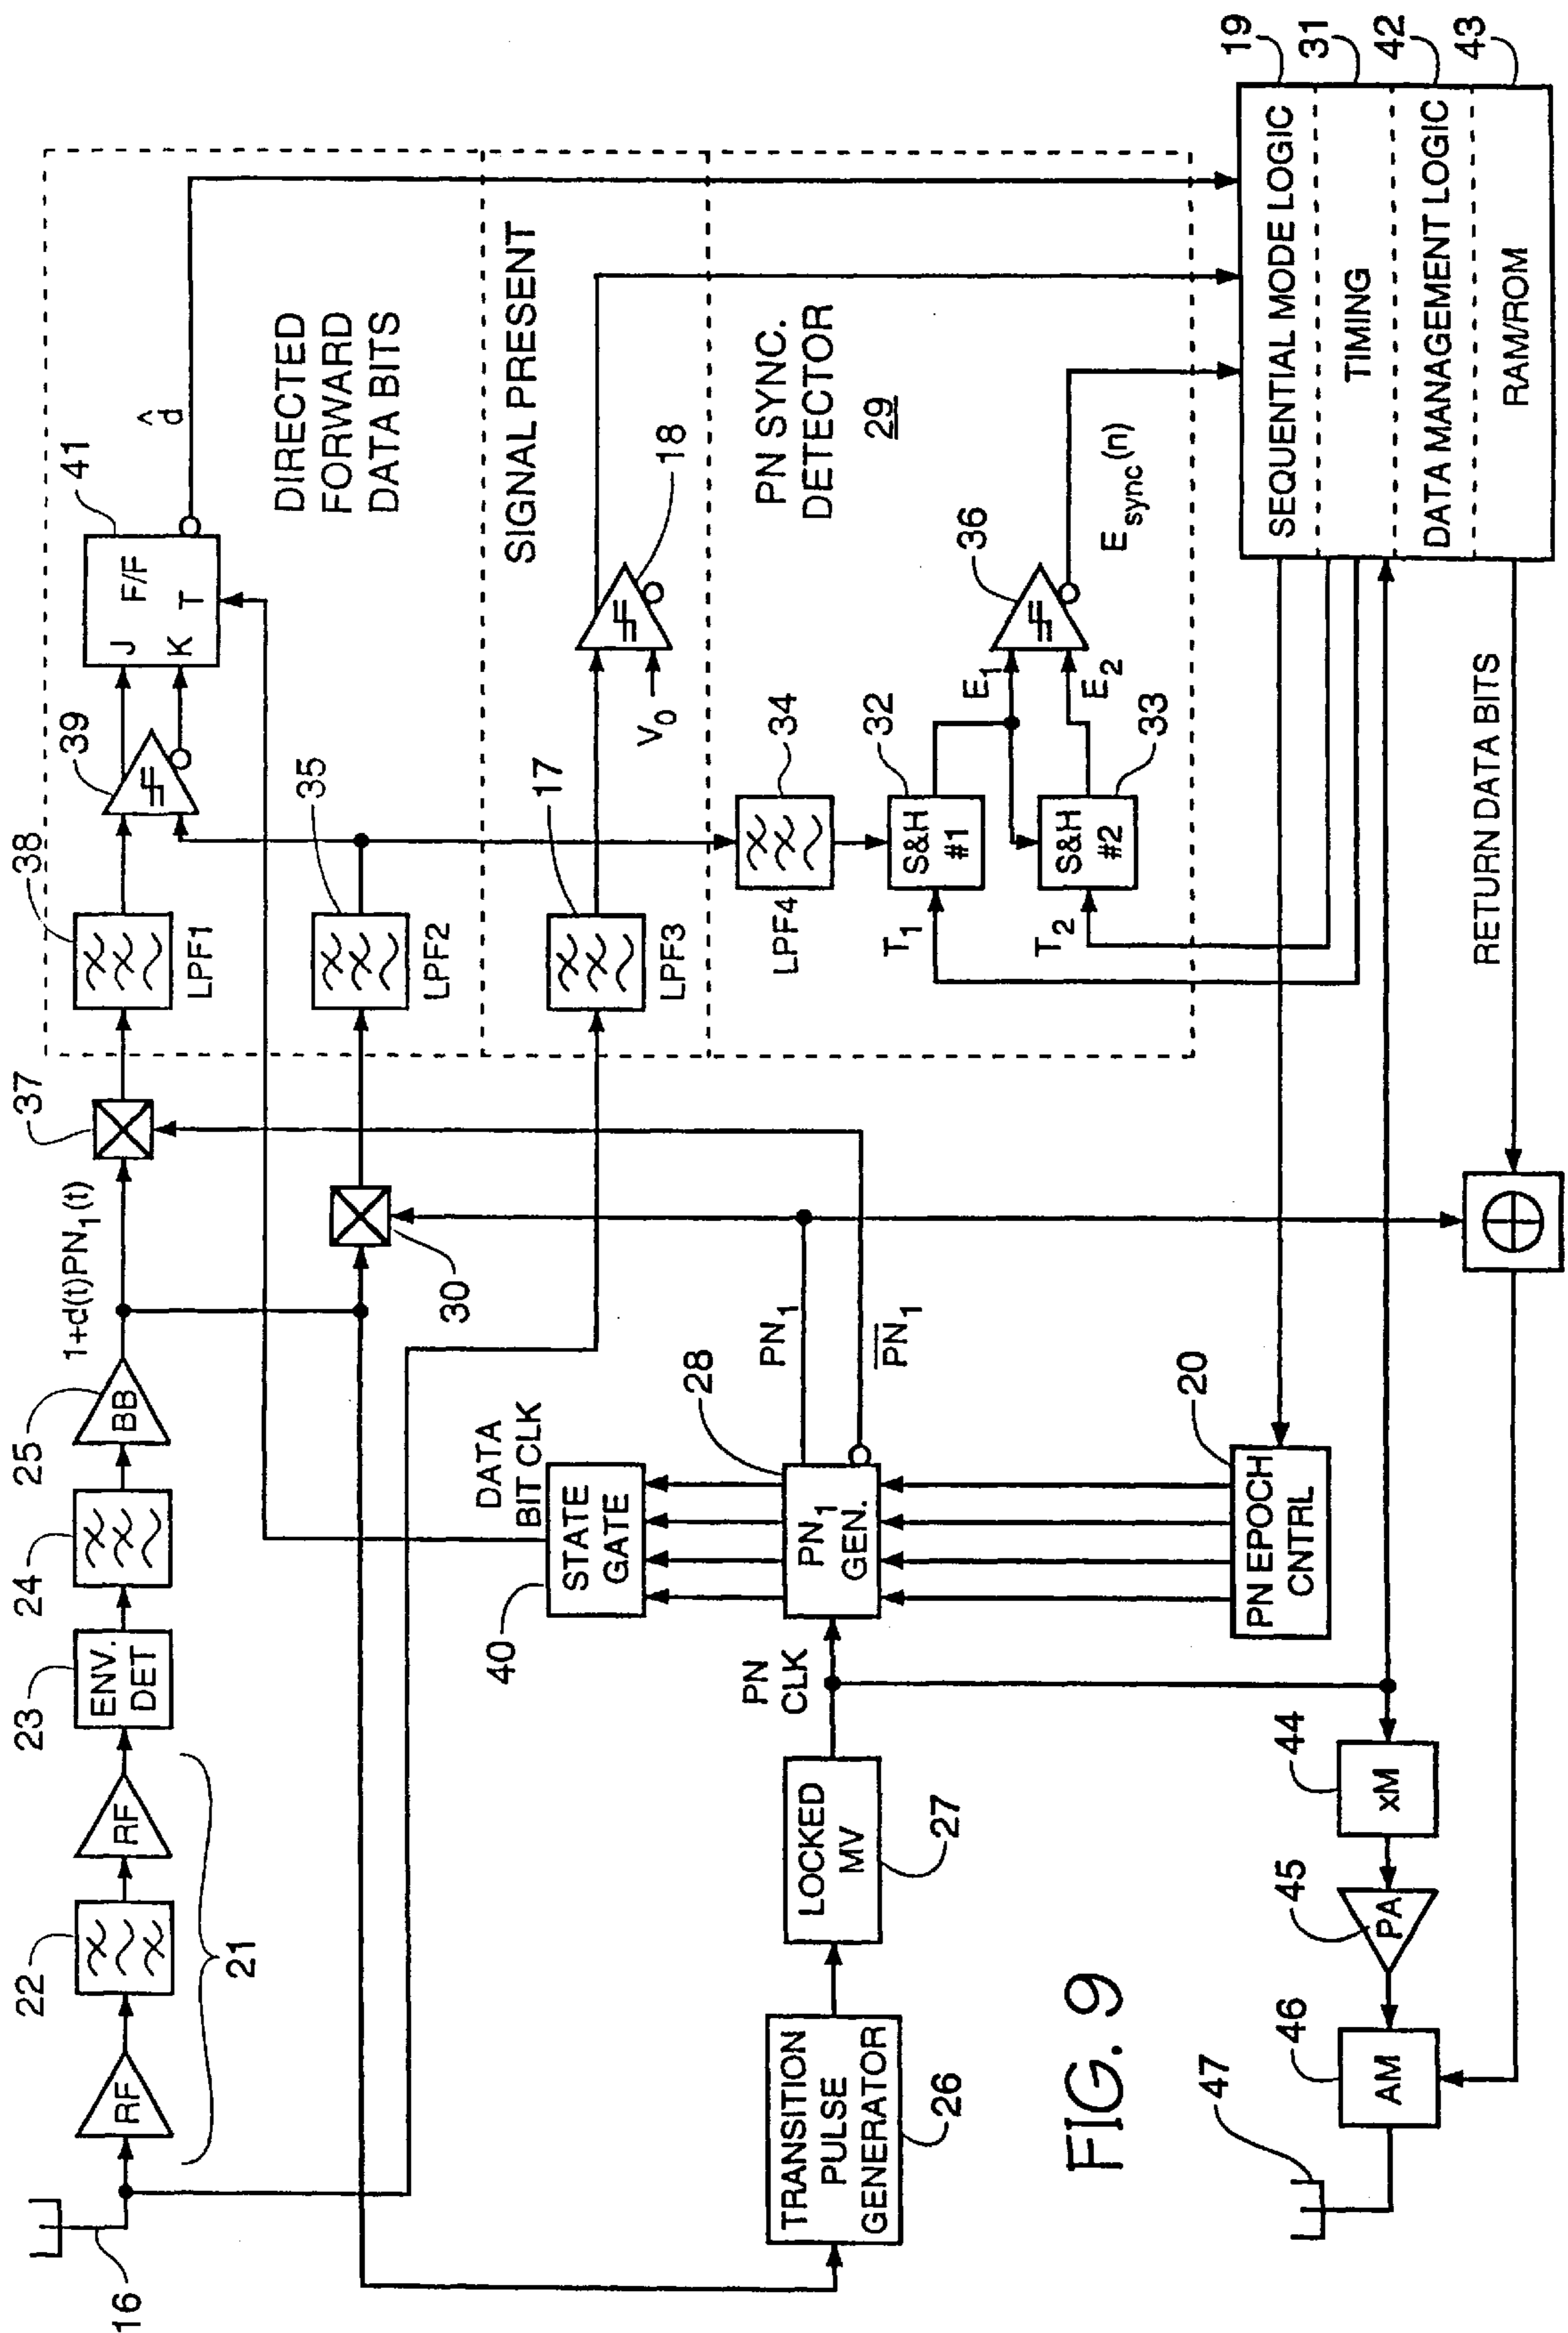 16
RF
22
RF
21
23
ENV.
DET
24
25
BB
1+d(t)PN1(t)
37
38
LPF1
39
J
K
F/F
T
41
d̂
DIRECTED
FORWARD
DATA BITS
30
35
LPF2
SIGNAL PRESENT
17
LPF3
V0
18
PN SYNC.
DETECTOR
29
34
LPF4
32
S&H
#1
T1
E1
33
S&H
#2
T2
E2
36
Esync(n)
DATA
BIT CLK
40
STATE
GATE
28
PN1
GEN.
PN1
P̅N̅1
PN
CLK
LOCKED
MV
27
TRANSITION
PULSE
GENERATOR
26
20
PN EPOCH
CNTRL
19
SEQUENTIAL MODE LOGIC
31
TIMING
42
DATA MANAGEMENT LOGIC
43
RAM/ROM
RETURN DATA BITS
44
xM
45
PA
46
AM
47
FIG. 9